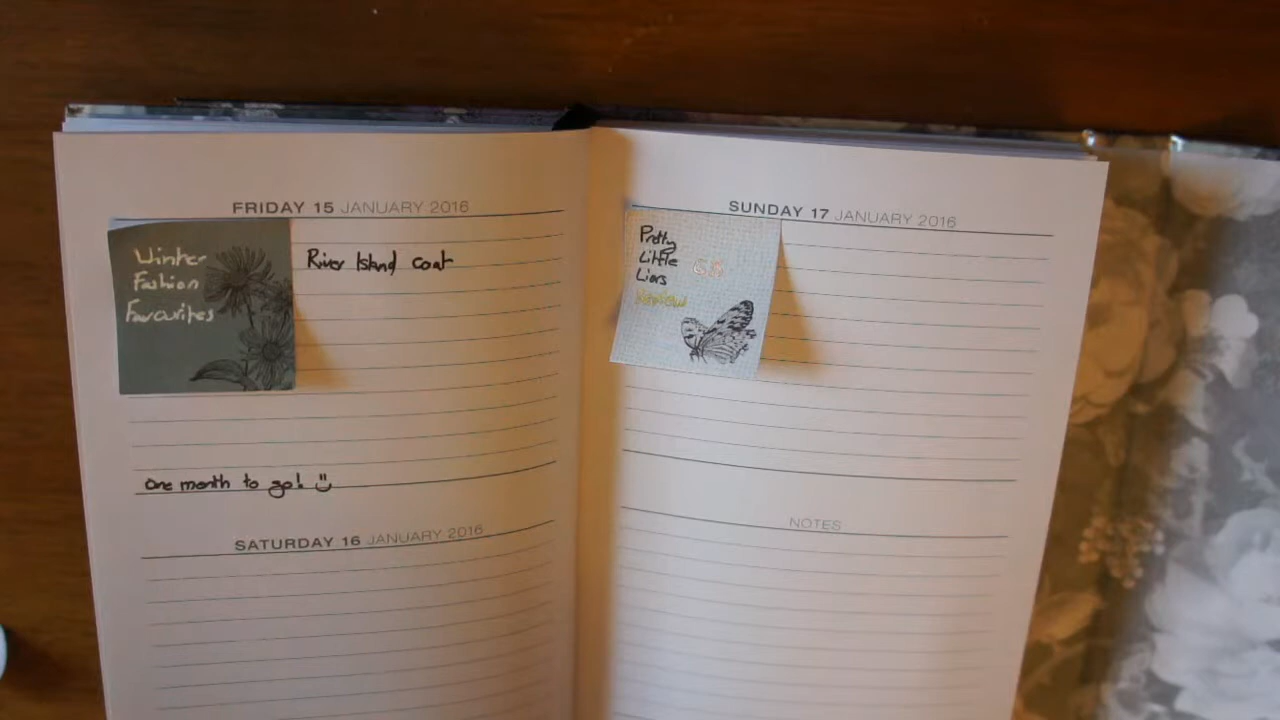 FRIDAY 15 JANUARY 2016
Winter
Fashion
Favourites
River Island coat
One month to go!
SATURDAY 16 JANUARY 2016
SUNDAY 17 JANUARY 2016
Pretty
Little
Liars
NOTES